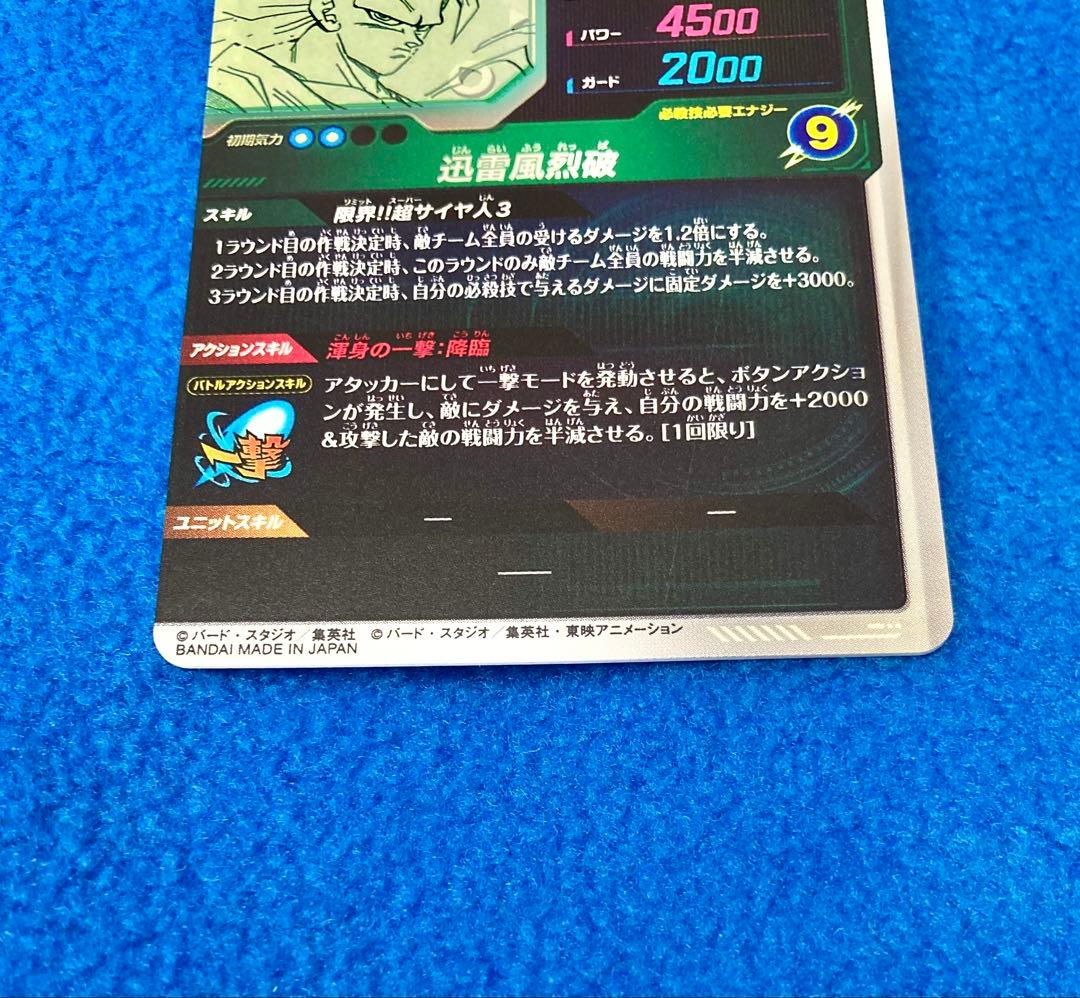 パワー 4500
ガード 2000
必殺技必要エナジー 9
初期気力
迅雷風烈破
スキル 限界!!超サイヤ人3
1ラウンド目の作戦決定時、敵チーム全員の受けるダメージを1.2倍にする。
2ラウンド目の作戦決定時、このラウンドのみ敵チーム全員の戦闘力を半減させる。
3ラウンド目の作戦決定時、自分の必殺技で与えるダメージに固定ダメージを+3000。
アクションスキル 渾身の一撃:降臨
バトルアクションスキル
アタッカーにして一撃モードを発動させると、ボタンアクショ
ンが発生し、敵にダメージを与え、自分の戦闘力を+2000
&攻撃した敵の戦闘力を半減させる。[1回限り]
一撃
ユニットスキル — —
—
©バード・スタジオ／集英社 ©バード・スタジオ／集英社・東映アニメーション
BANDAI MADE IN JAPAN